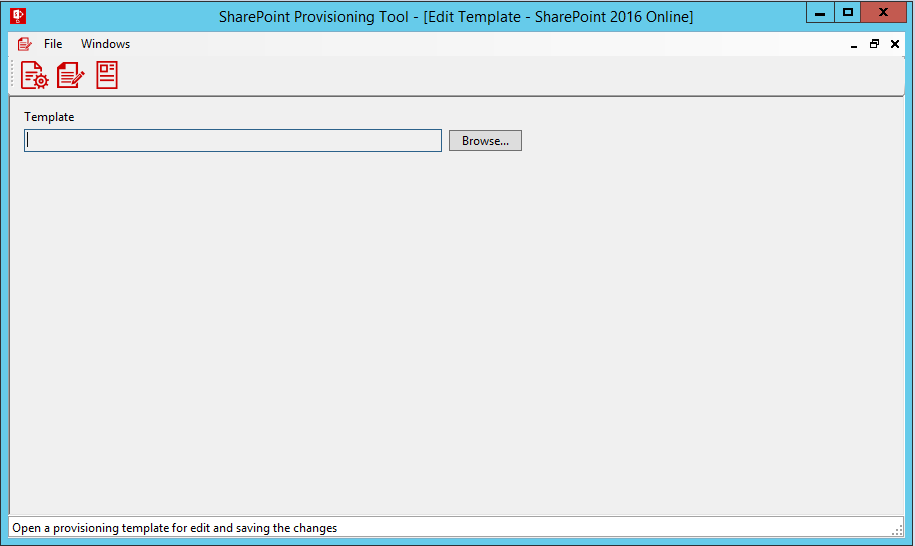 SharePoint Provisioning Tool - [Edit Template - SharePoint 2016 Online]
File Windows
Template
Browse...
Open a provisioning template for edit and saving the changes